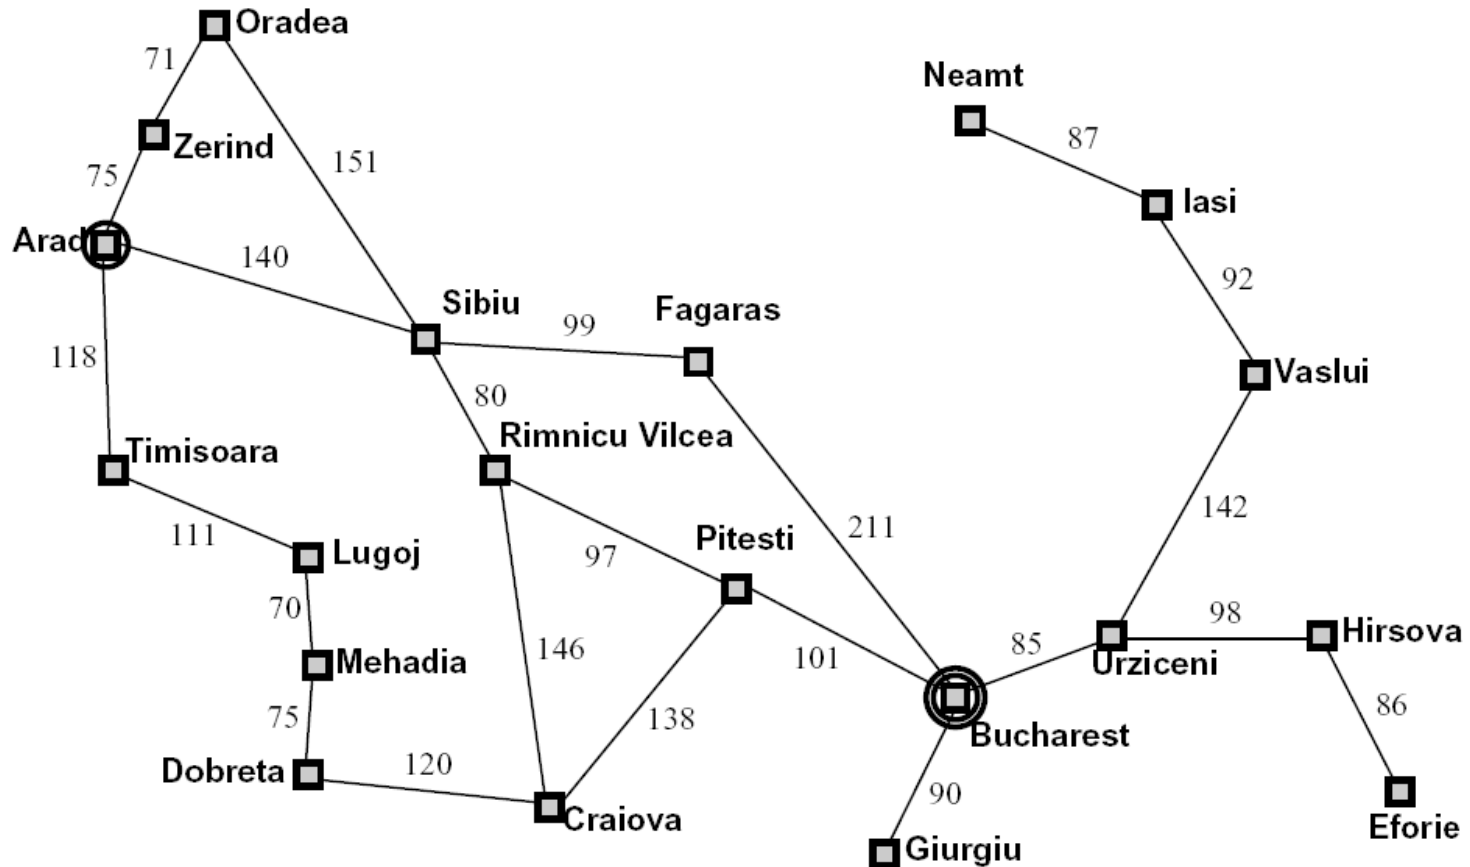 Oradea
71
Neamt
87
Zerind
151
75
Iasi
Arad
140
92
Sibiu
99
Fagaras
118
Vaslui
80
Timisoara
Rimnicu Vilcea
142
111
Lugoj
97
Pitesti
211
70
98
Hirsova
146
85
Mehadia
101
Urziceni
75
138
86
Dobreta
120
Bucharest
90
Craiova
Eforie
Giurgiu